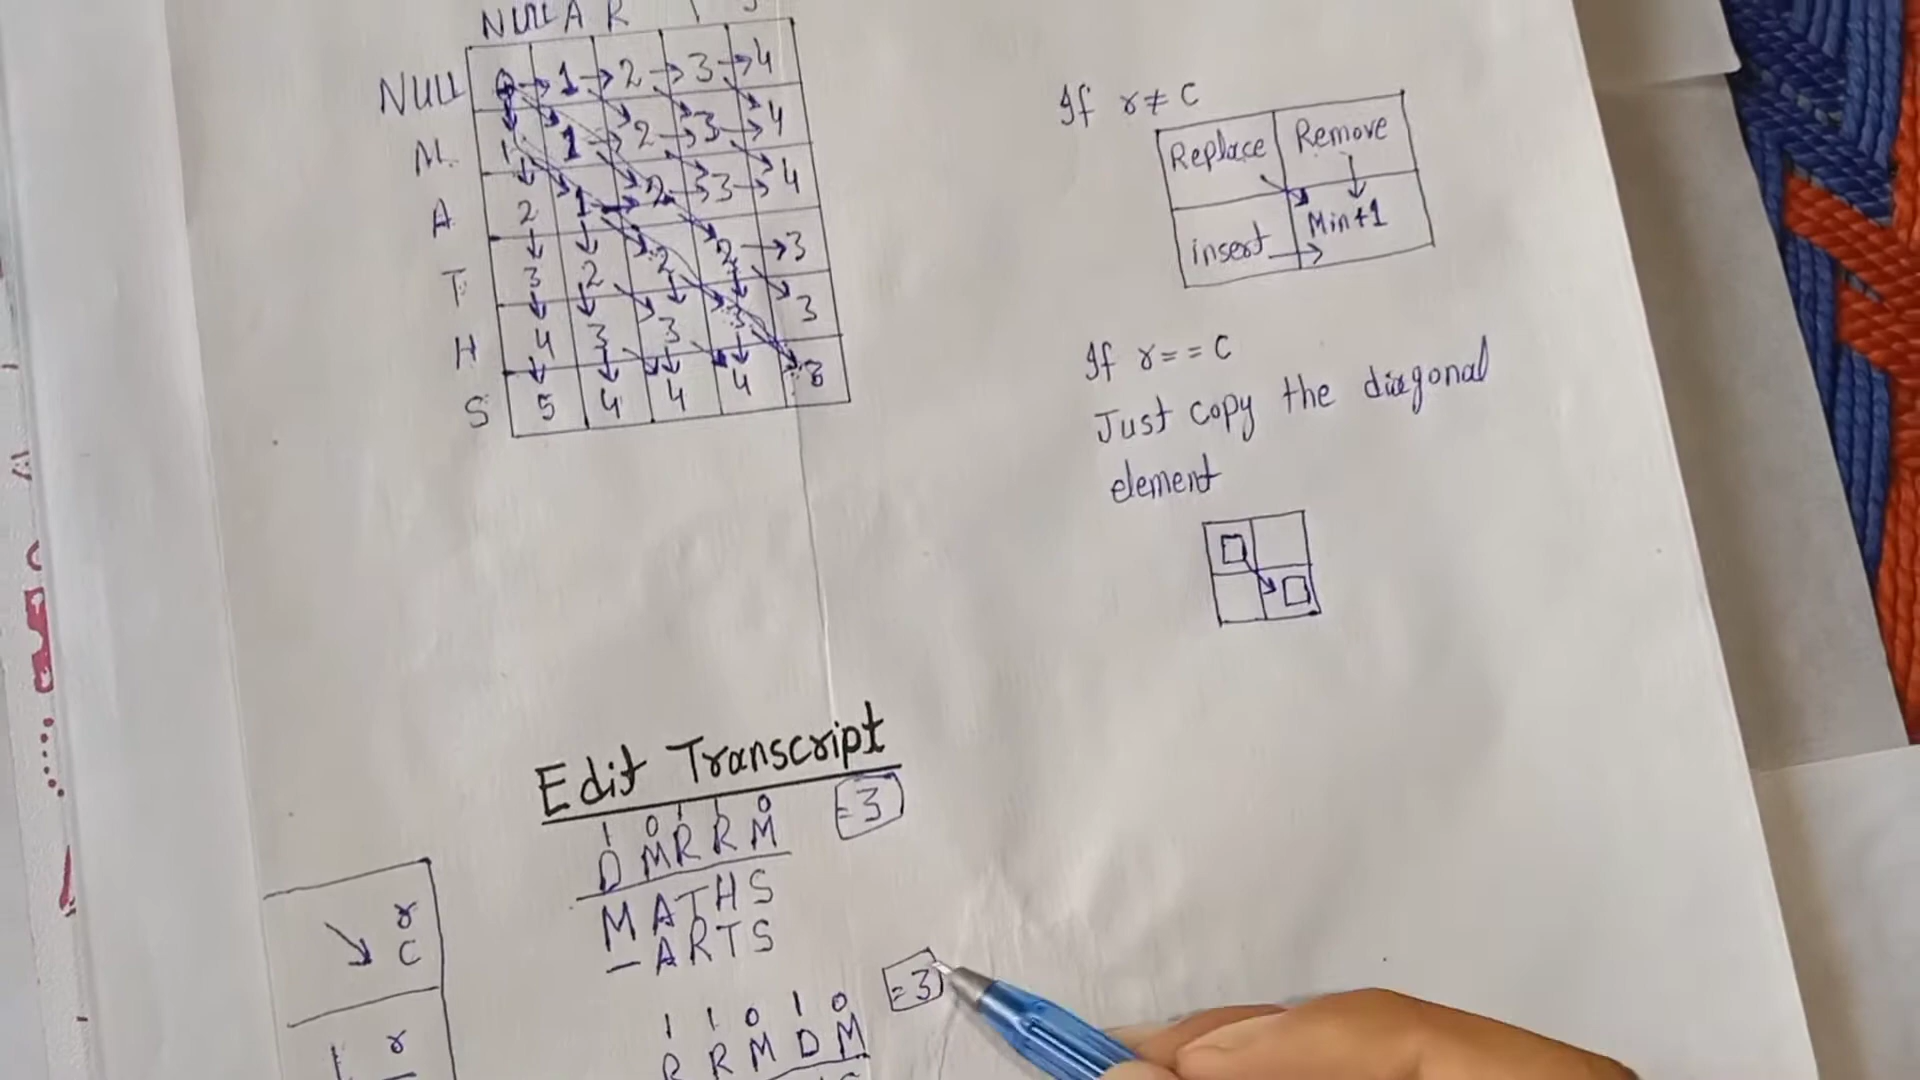 NULL A R
NULL 0 1 2 3 4
M 1 1 2 3 4
A 2 1 2 3 4
T 3 2 2 2 3
H 4 3 3 3 3
S 5 4 4 4 3
If r ≠ C
Replace Remove
insert Min+1
If r == C
Just copy the diagonal
element
Edit Transcript
1 0 1 1 0 = 3
D M R R M
M A T H S
_ A R T S
1 1 0 1 0 = 3
R R M D M
r
C
r